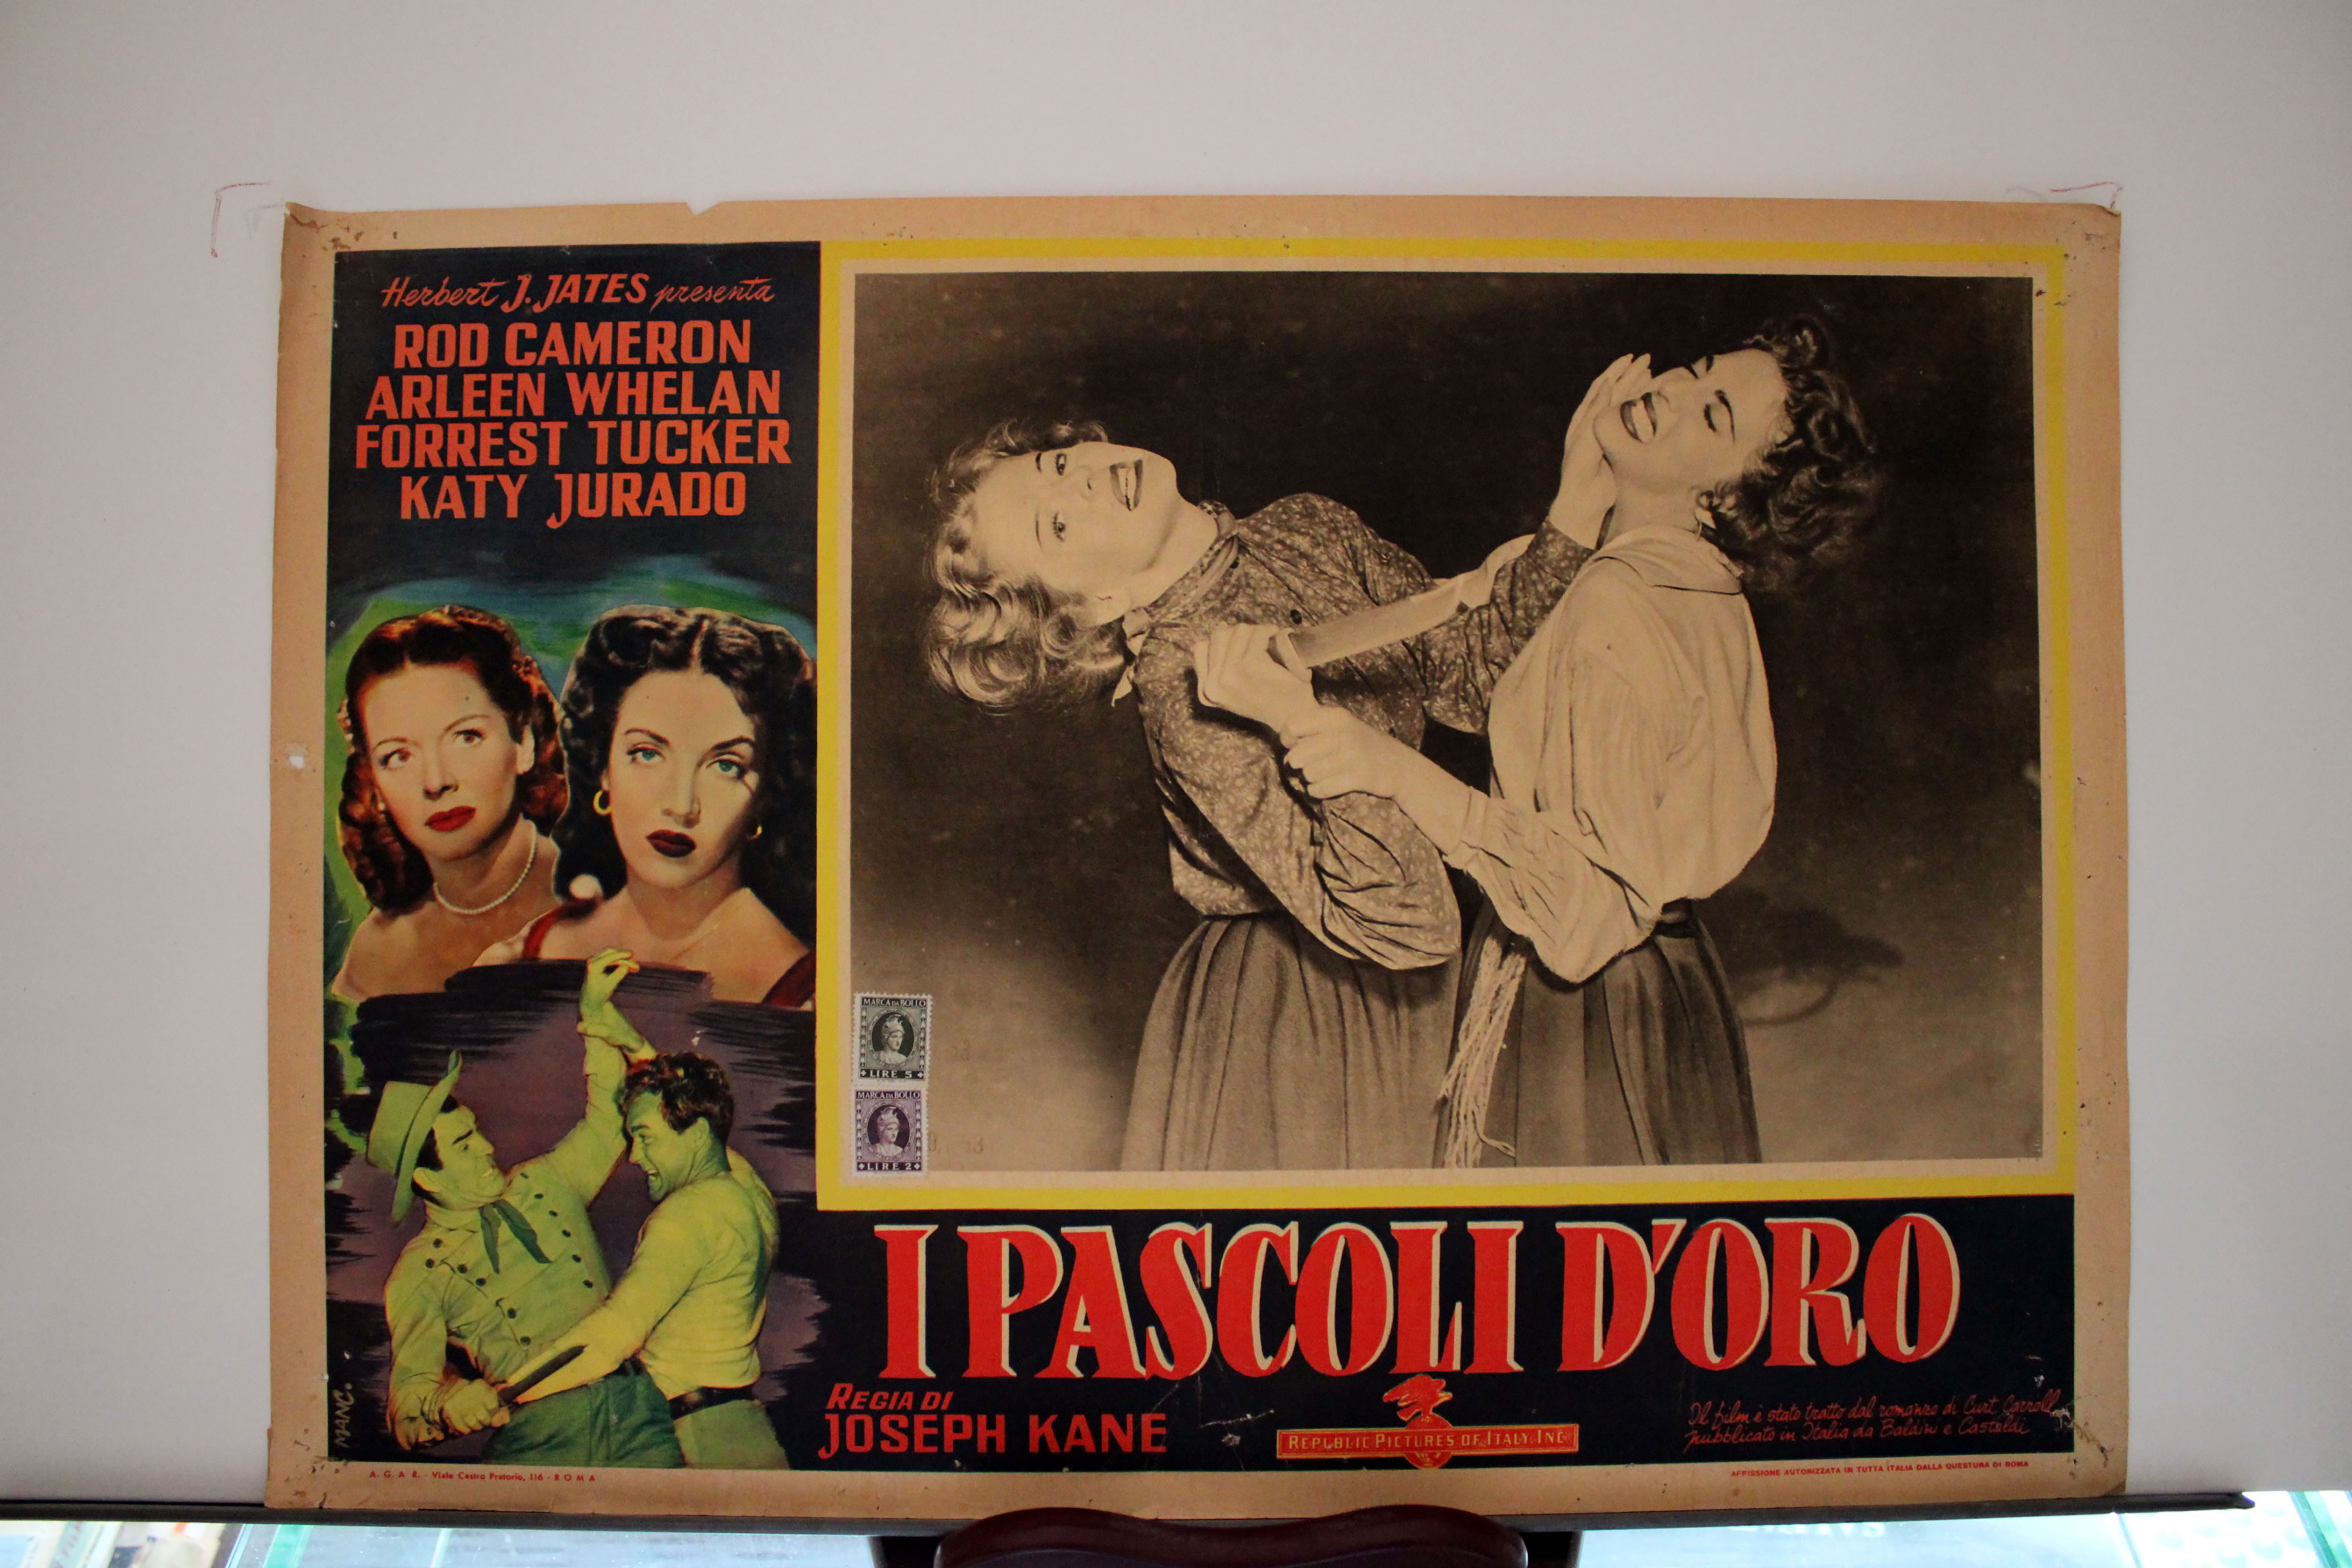 Herbert J. JATES presenta
ROD CAMERON
ARLEEN WHELAN
FORREST TUCKER
KATY JURADO
MARCA DA BOLLO
LIRE 5
MARCA DA BOLLO
LIRE 2
I PASCOLI D'ORO
REGIA DI
JOSEPH KANE
REPUBLIC PICTURES OF ITALY. INC
Il film è stato tratto dal romanzo di Curt Carroll
pubblicato in Italia da Baldini e Castoldi
MANC.
A. G. A. R. - Viale Castro Pretorio, 116 - ROMA
AFFISSIONE AUTORIZZATA IN TUTTA ITALIA DALLA QUESTURA DI ROMA